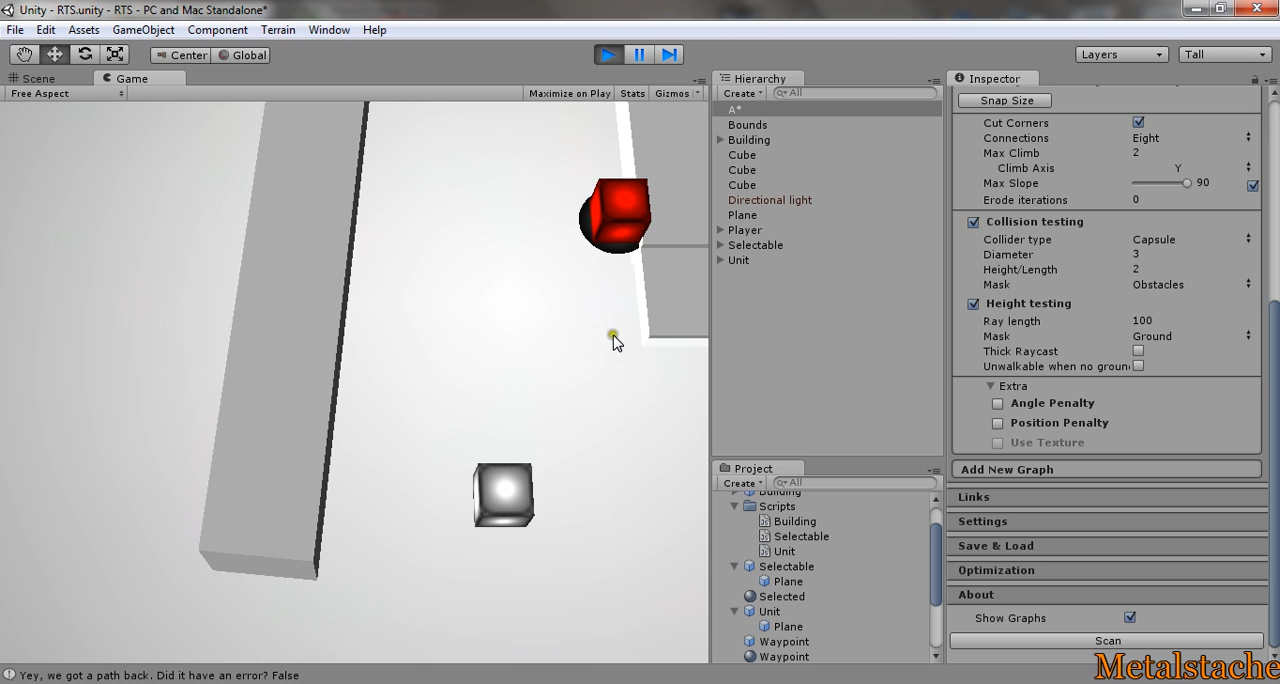 Unity - RTS.unity - RTS - PC and Mac Standalone*
File Edit Assets GameObject Component Terrain Window Help
Center Global Layers Tall
Scene Game Hierarchy Inspector
Free Aspect Maximize on Play Stats Gizmos Create All
Snap Size
A*
Cut Corners
Bounds
Connections Eight
Building
Max Climb 2
Cube
Climb Axis Y
Cube
Max Slope 90
Cube
Erode iterations 0
Directional light
Plane
Collision testing
Player
Collider type Capsule
Selectable
Diameter 3
Unit
Height/Length 2
Mask Obstacles
Height testing
Ray length 100
Mask Ground
Thick Raycast
Unwalkable when no groun
Extra
Angle Penalty
Position Penalty
Use Texture
Project
Add New Graph
Create All
Building
Links
Scripts
Building
Settings
Selectable
Save & Load
Unit
Selectable
Optimization
Plane
Selected
About
Unit
Show Graphs
Plane
Waypoint
Scan
Waypoint
Metalstache
Yey, we got a path back. Did it have an error? False